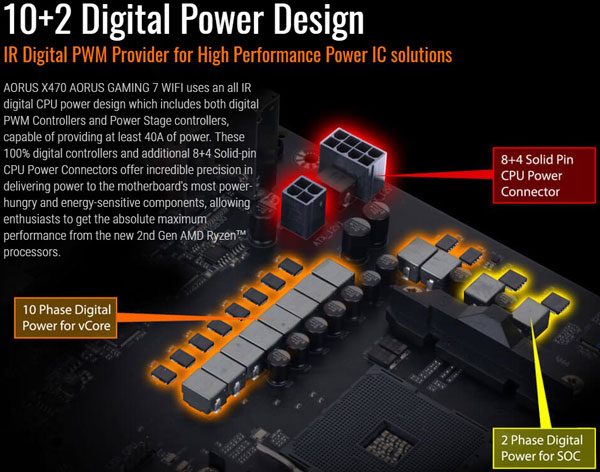 10+2 Digital Power Design
IR Digital PWM Provider for High Performance Power IC solutions
AORUS X470 AORUS GAMING 7 WIFI uses an all IR
digital CPU power design which includes both digital
PWM Controllers and Power Stage controllers,
capable of providing at least 40A of power. These
100% digital controllers and additional 8+4 Solid-pin
CPU Power Connectors offer incredible precision in
delivering power to the motherboard's most power-
hungry and energy-sensitive components, allowing
enthusiasts to get the absolute maximum
performance from the new 2nd Gen AMD Ryzen™
processors.
8+4 Solid Pin
CPU Power
Connector
10 Phase Digital
Power for vCore
2 Phase Digital
Power for SOC